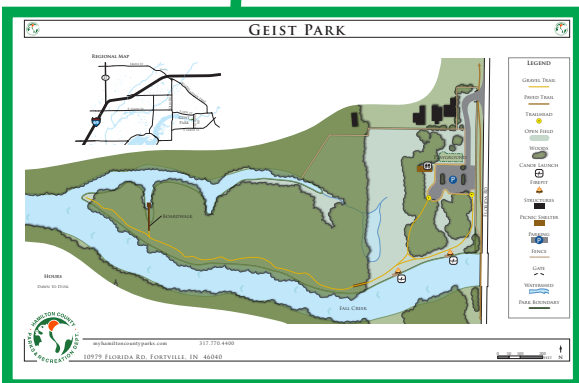 GEIST PARK
REGIONAL MAP
LEGEND
GRAVEL TRAIL
PAVED TRAIL
TRAILHEAD
OPEN FIELD
WOODS
CANOE LAUNCH
FIREPIT
STRUCTURES
PICNIC SHELTER
PARKING
P
FENCE
GATE
WATERSHED
PARK BOUNDARY
PLAYGROUND
P
FLORIDA RD
BOARDWALK
FALL CREEK
HOURS
DAWN TO DUSK
HAMILTON COUNTY
PARKS & RECREATION DEPT.
myhamiltoncountyparks.com 317.770.4400
10979 FLORIDA RD, FORTVILLE, IN 46040
N